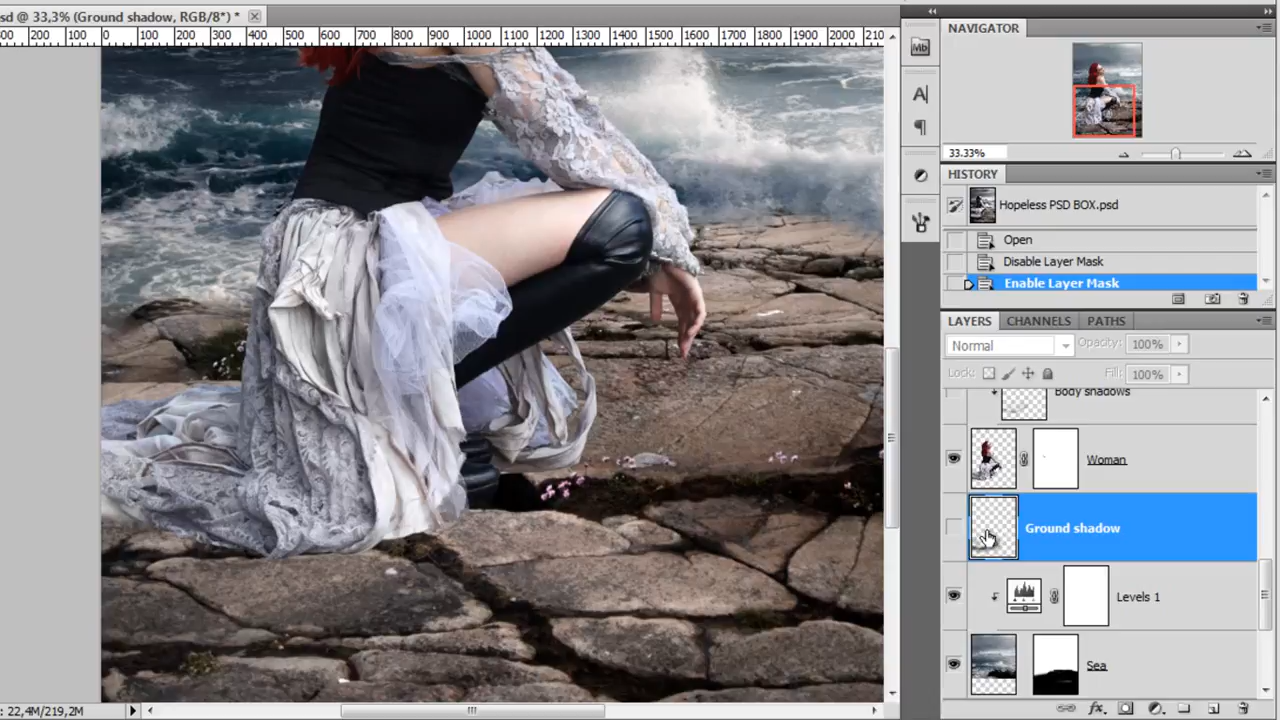 sd @ 33,3% (Ground shadow, RGB/8*) *
200 100 0 100 200 300 400 500 600 700 800 900 1000 1100 1200 1300 1400 1500 1600 1700 1800 1900 2000 210
NAVIGATOR
33.33%
HISTORY
Hopeless PSD BOX.psd
Open
Disable Layer Mask
Enable Layer Mask
LAYERS CHANNELS PATHS
Normal Opacity: 100%
Lock: Fill: 100%
Body shadows
Woman
Ground shadow
Levels 1
Sea
: 22,4M/219,2M
Mb
A
fx